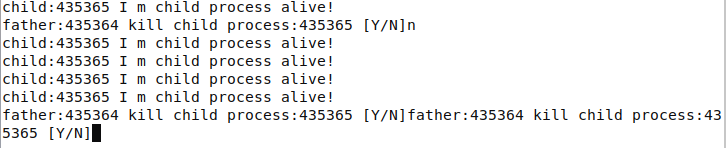 child:435365 I m child process alive!
father:435364 kill child process:435365 [Y/N]n
child:435365 I m child process alive!
child:435365 I m child process alive!
child:435365 I m child process alive!
child:435365 I m child process alive!
father:435364 kill child process:435365 [Y/N]father:435364 kill child process:43
5365 [Y/N]